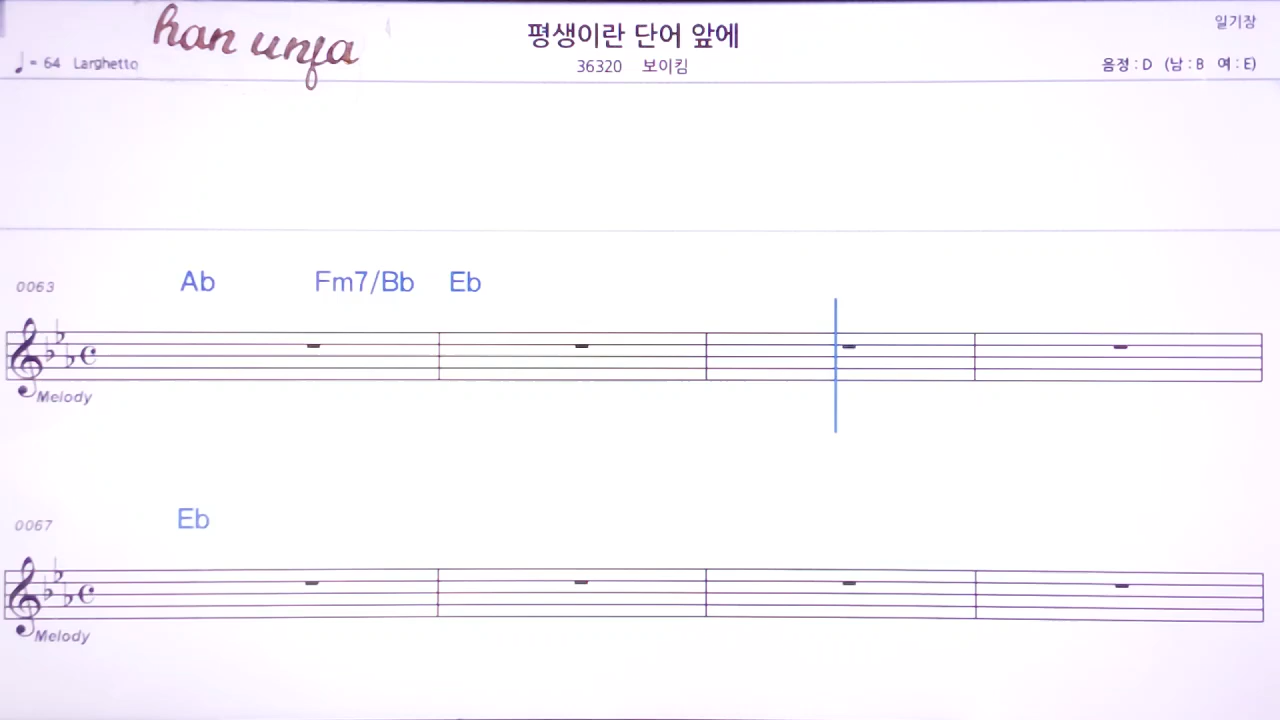 han unja
평생이란 단어 앞에
일기장
♩= 64 Larghetto
36320 보이킴
음정 : D (남 : B 여 : E)
Ab Fm7/Bb Eb
0063
Melody
Eb
0067
Melody